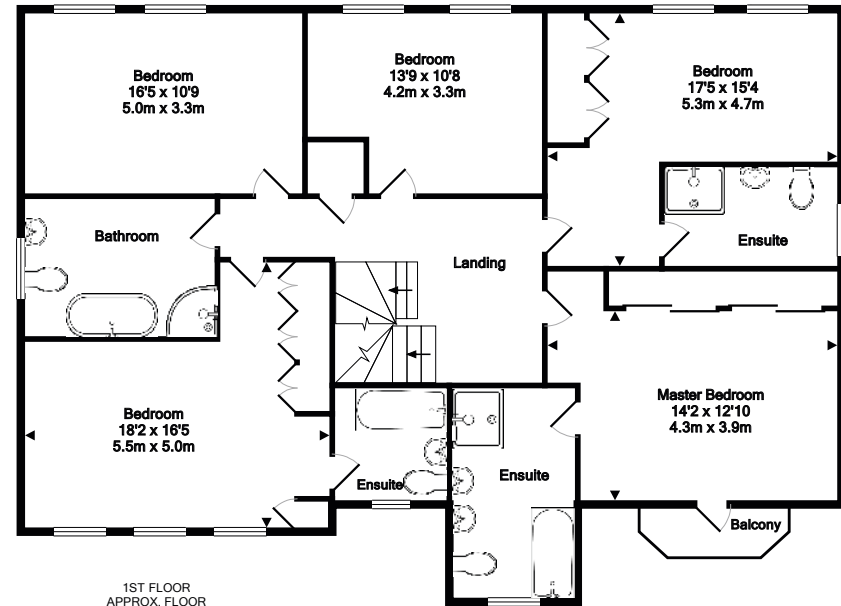 Bedroom
16'5 x 10'9
5.0m x 3.3m
Bedroom
13'9 x 10'8
4.2m x 3.3m
Bedroom
17'5 x 15'4
5.3m x 4.7m
Bathroom
Ensuite
Landing
Master Bedroom
14'2 x 12'10
4.3m x 3.9m
Bedroom
18'2 x 16'5
5.5m x 5.0m
Ensuite
Ensuite
Balcony
1ST FLOOR
APPROX. FLOOR